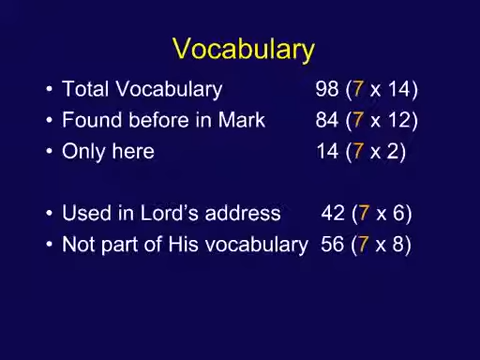 Vocabulary
• Total Vocabulary 98 (7 x 14)
• Found before in Mark 84 (7 x 12)
• Only here 14 (7 x 2)
• Used in Lord's address 42 (7 x 6)
• Not part of His vocabulary 56 (7 x 8)